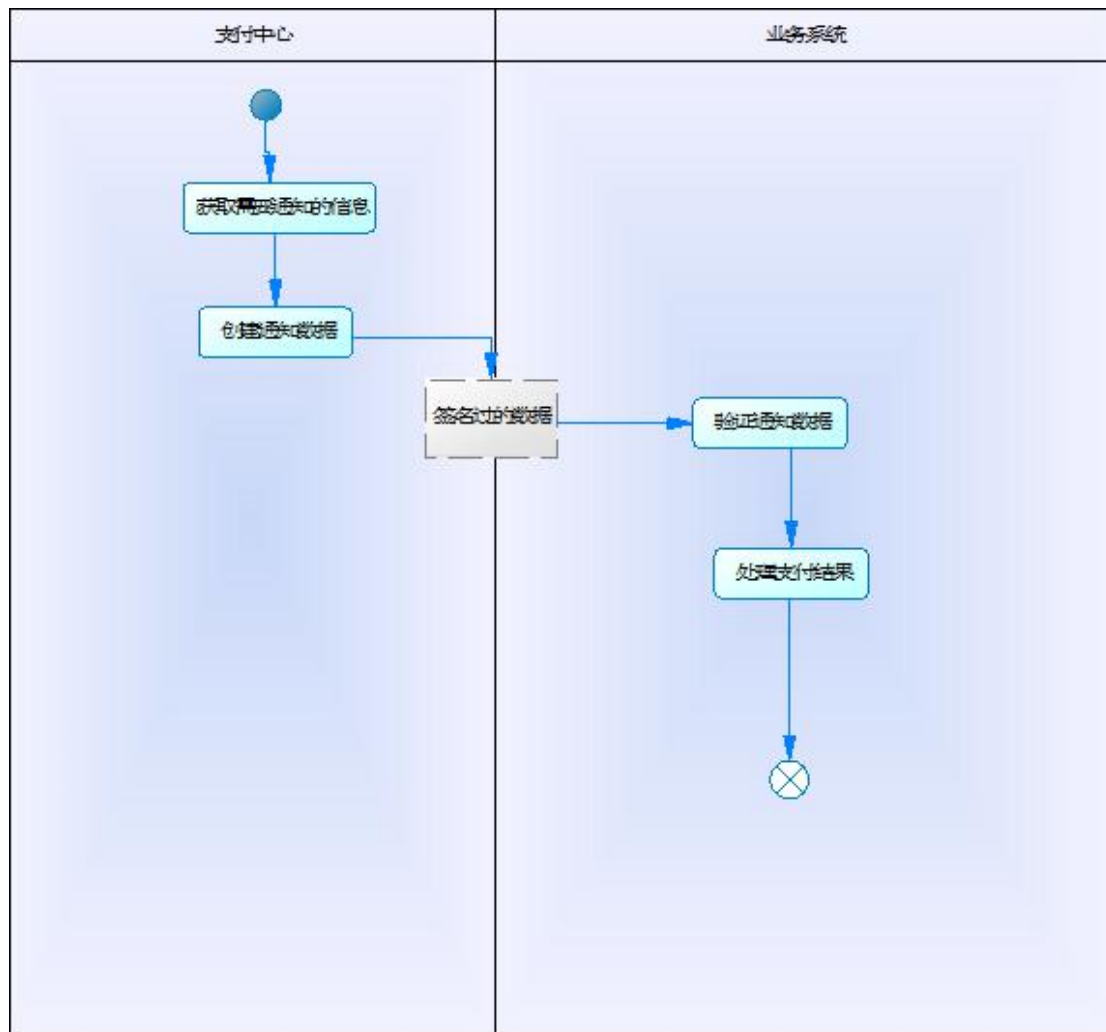 支付中心
业务系统
获取需要通知的信息
创建通知数据
签名过的数据
验证通知数据
处理支付结果